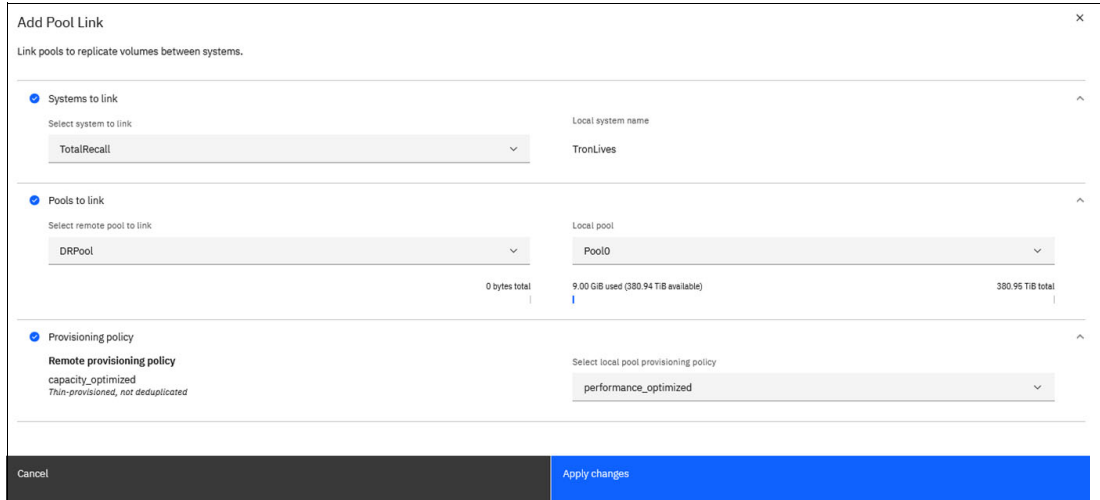 Add Pool Link
Link pools to replicate volumes between systems.
Systems to link
Select system to link
Local system name
TotalRecall
TronLives
Pools to link
Select remote pool to link
Local pool
DRPool
Pool0
0 bytes total
9.00 GiB used (380.94 TiB available)
380.95 TiB total
Provisioning policy
Remote provisioning policy
Select local pool provisioning policy
capacity_optimized
performance_optimized
Thin-provisioned, not deduplicated
Cancel
Apply changes